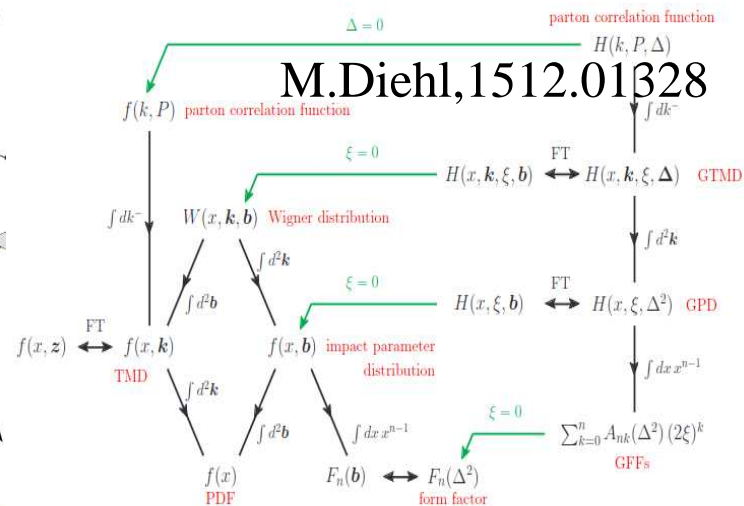 parton correlation function
Δ = 0
H(k, P, Δ)
M.Diehl,1512.01328
f(k, P) parton correlation function
∫ dk⁻
ξ = 0
FT
H(x, k, ξ, b) H(x, k, ξ, Δ) GTMD
∫ dk⁻ W(x, k, b) Wigner distribution
∫ d²k
∫ d²k
∫ d²b
ξ = 0
FT
H(x, ξ, b) H(x, ξ, Δ²) GPD
FT
f(x, z) f(x, k) f(x, b) impact parameter
distribution
TMD
∫ dx xⁿ⁻¹
∫ d²k
ξ = 0
∫ d²b ∫ dx xⁿ⁻¹
∑ⁿₖ₌₀ Aₙₖ(Δ²) (2ξ)ᵏ
GFFs
f(x) Fₙ(b) Fₙ(Δ²)
PDF form factor